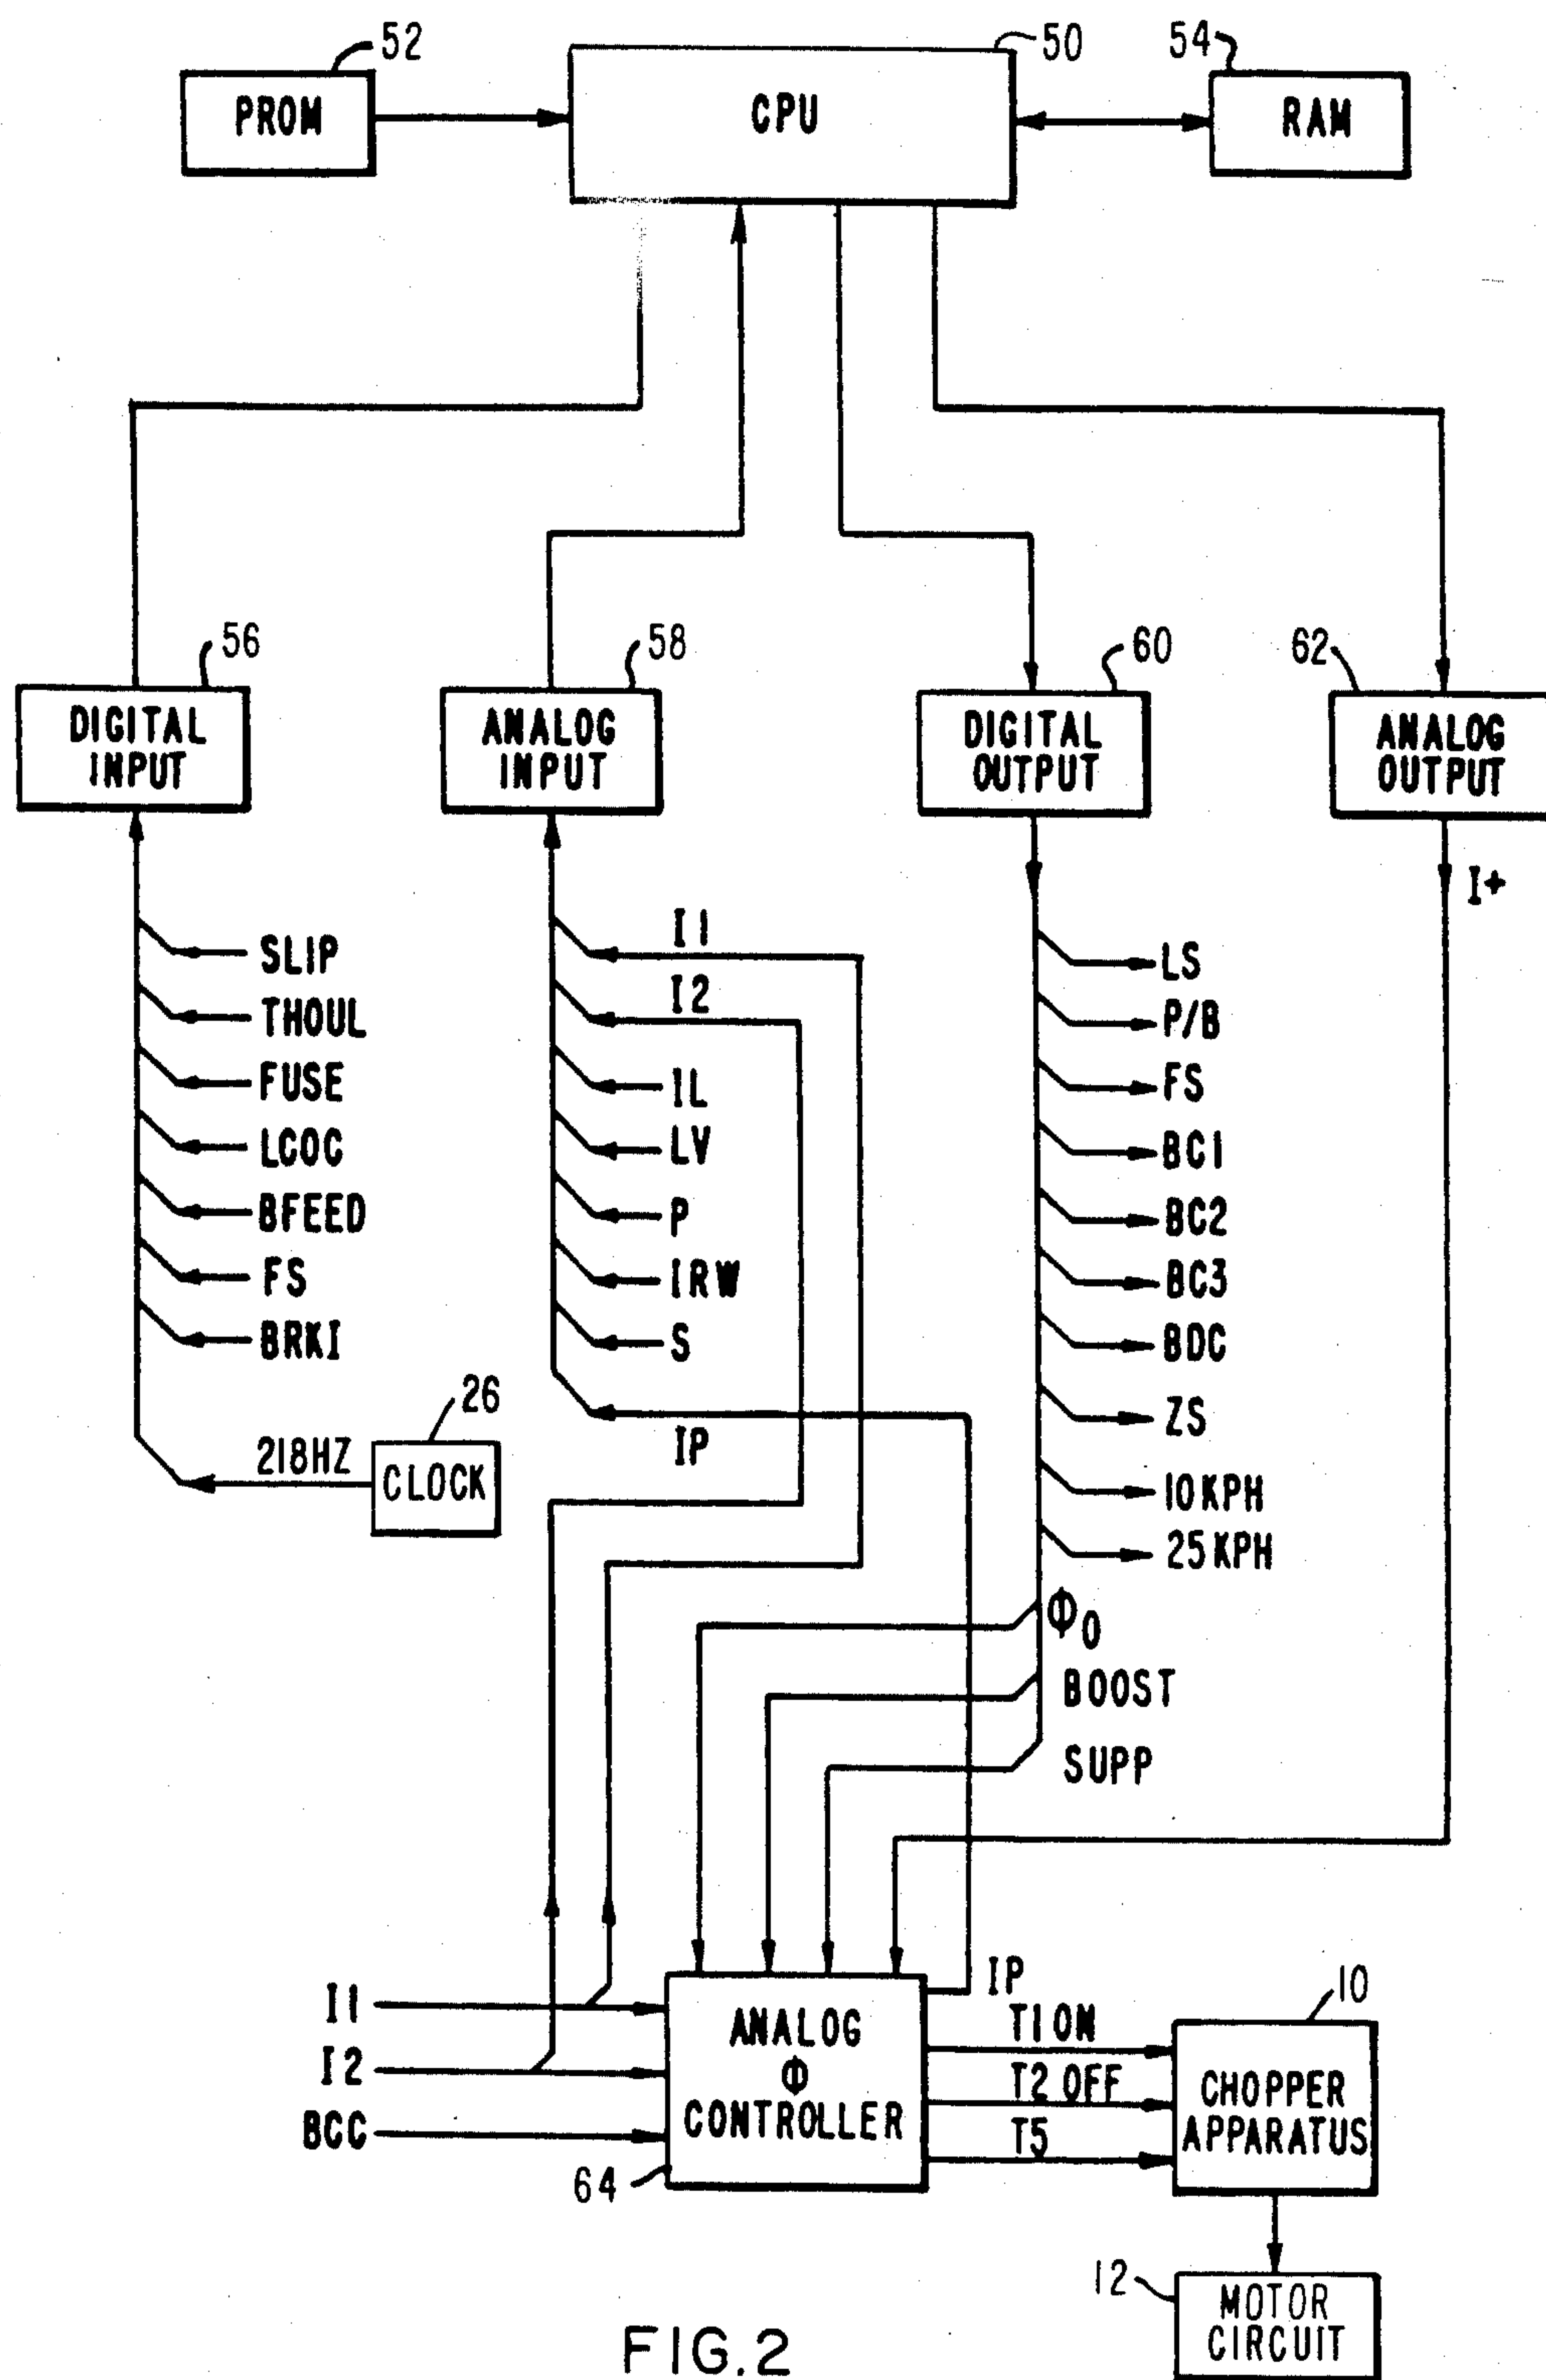 52
50
54
PROM
CPU
RAM
56
58
60
62
DIGITAL
INPUT
ANALOG
INPUT
DIGITAL
OUTPUT
ANALOG
OUTPUT
I+
SLIP
THOUL
FUSE
LCOC
BFEED
FS
BRKI
218HZ
26
CLOCK
I1
I2
IL
LV
P
IRW
S
IP
LS
P/B
FS
BC1
BC2
BC3
BDC
ZS
10KPH
25KPH
Φ0
BOOST
SUPP
I1
I2
BCC
ANALOG
Φ
CONTROLLER
64
IP
T1ON
T2 OFF
T5
10
CHOPPER
APPARATUS
12
MOTOR
CIRCUIT
FIG.2